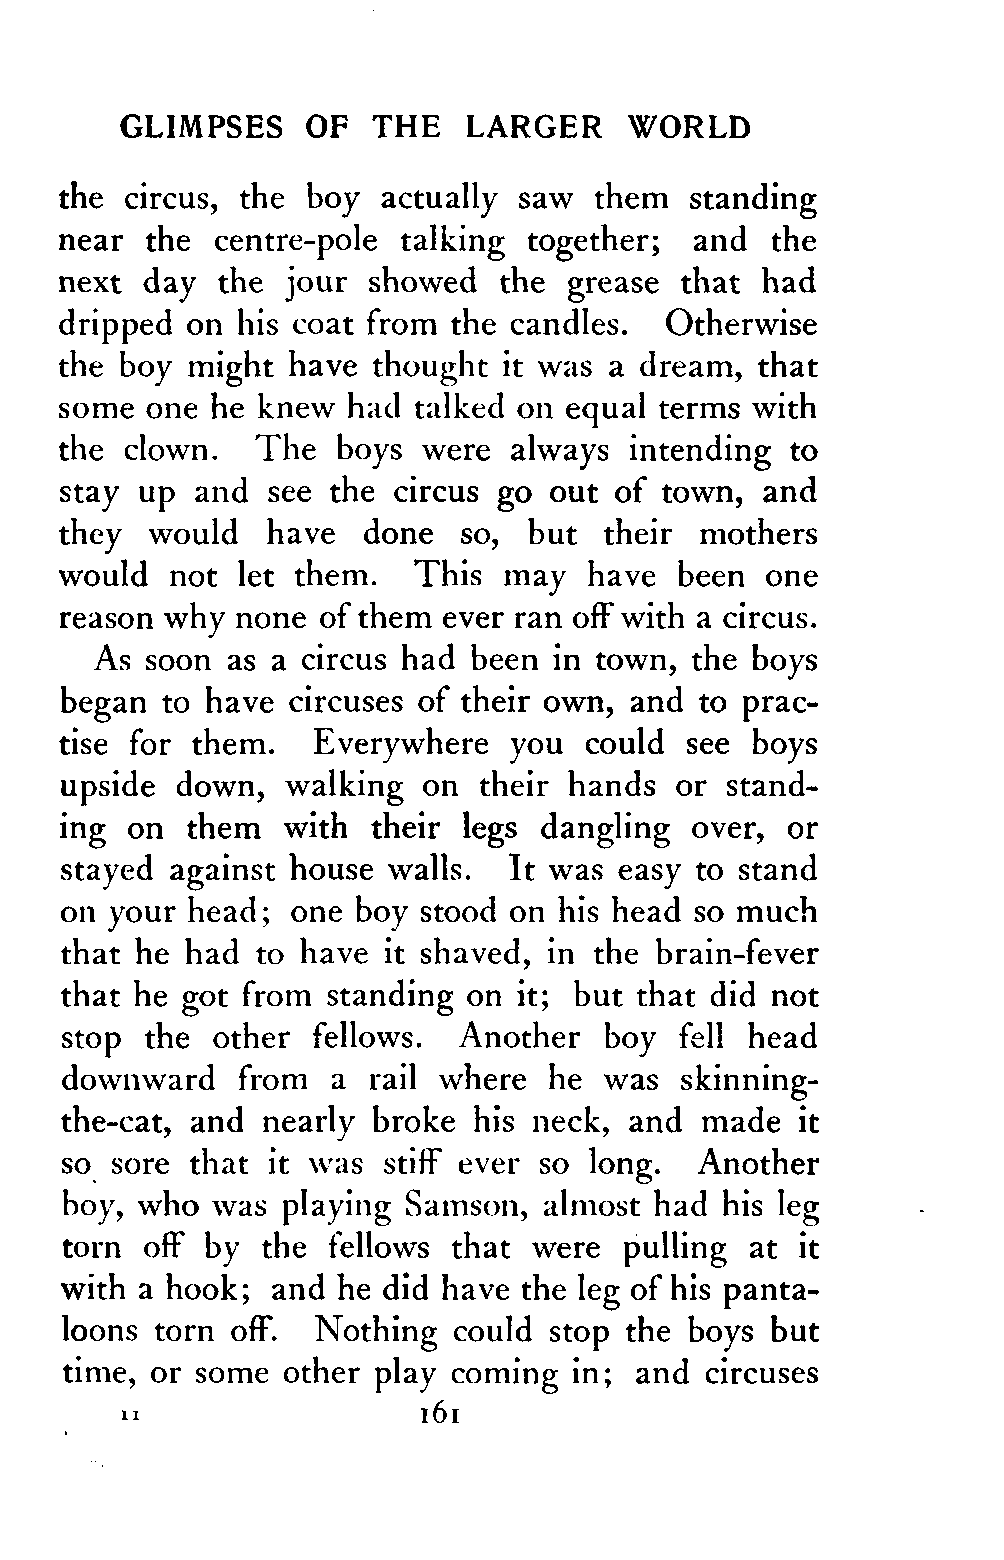 GLIMPSES OF THE LARGER WORLD
the circus, the boy actually saw them standing
near the centre-pole talking together; and the
next day the jour showed the grease that had
dripped on his coat from the candles. Otherwise
the boy might have thought it was a dream, that
some one he knew had talked on equal terms with
the clown. The boys were always intending to
stay up and see the circus go out of town, and
they would have done so, but their mothers
would not let them. This may have been one
reason why none of them ever ran off with a circus.
As soon as a circus had been in town, the boys
began to have circuses of their own, and to prac-
tise for them. Everywhere you could see boys
upside down, walking on their hands or stand-
ing on them with their legs dangling over, or
stayed against house walls. It was easy to stand
on your head; one boy stood on his head so much
that he had to have it shaved, in the brain-fever
that he got from standing on it; but that did not
stop the other fellows. Another boy fell head
downward from a rail where he was skinning-
the-cat, and nearly broke his neck, and made it
so sore that it was stiff ever so long. Another
boy, who was playing Samson, almost had his leg
torn off by the fellows that were pulling at it
with a hook; and he did have the leg of his panta-
loons torn off. Nothing could stop the boys but
time, or some other play coming in; and circuses
11 161